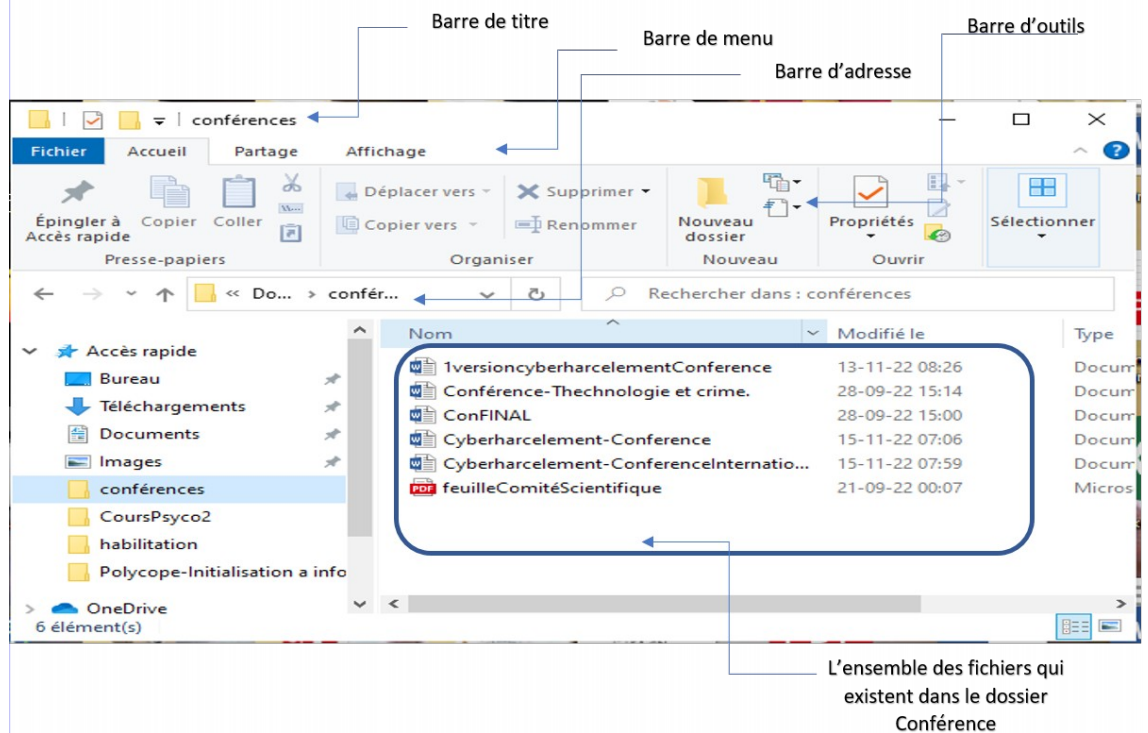 Barre de titre
Barre d'outils
Barre de menu
Barre d'adresse
conférences
Fichier Accueil Partage Affichage
Épingler à Accès rapide
Copier
Coller
Presse-papiers
Déplacer vers
Copier vers
Supprimer
Renommer
Organiser
Nouveau dossier
Nouveau
Propriétés
Ouvrir
Sélectionner
« Do... > confér...
Rechercher dans : conférences
Accès rapide
Bureau
Téléchargements
Documents
Images
conférences
CoursPsyco2
habilitation
Polycope-Initialisation a info
OneDrive
Nom Modifié le Type
1versioncyberharcelementConference 13-11-22 08:26 Docum
Conférence-Thechnologie et crime. 28-09-22 15:14 Docum
ConFINAL 28-09-22 15:00 Docum
Cyberharcelement-Conference 15-11-22 07:06 Docum
Cyberharcelement-ConferenceInternatio... 15-11-22 07:59 Docum
PDF feuilleComitéScientifique 21-09-22 00:07 Micros
6 élément(s)
L'ensemble des fichiers qui
existent dans le dossier
Conférence